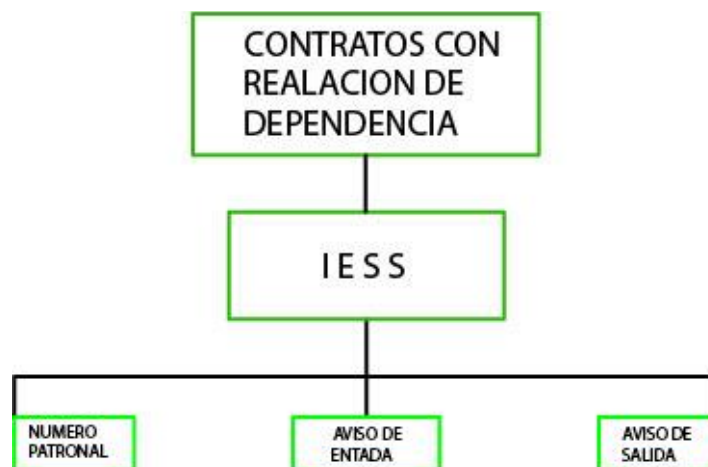 CONTRATOS CON
REALACION DE
DEPENDENCIA
I E S S
NUMERO
PATRONAL
AVISO DE
ENTADA
AVISO DE
SALIDA